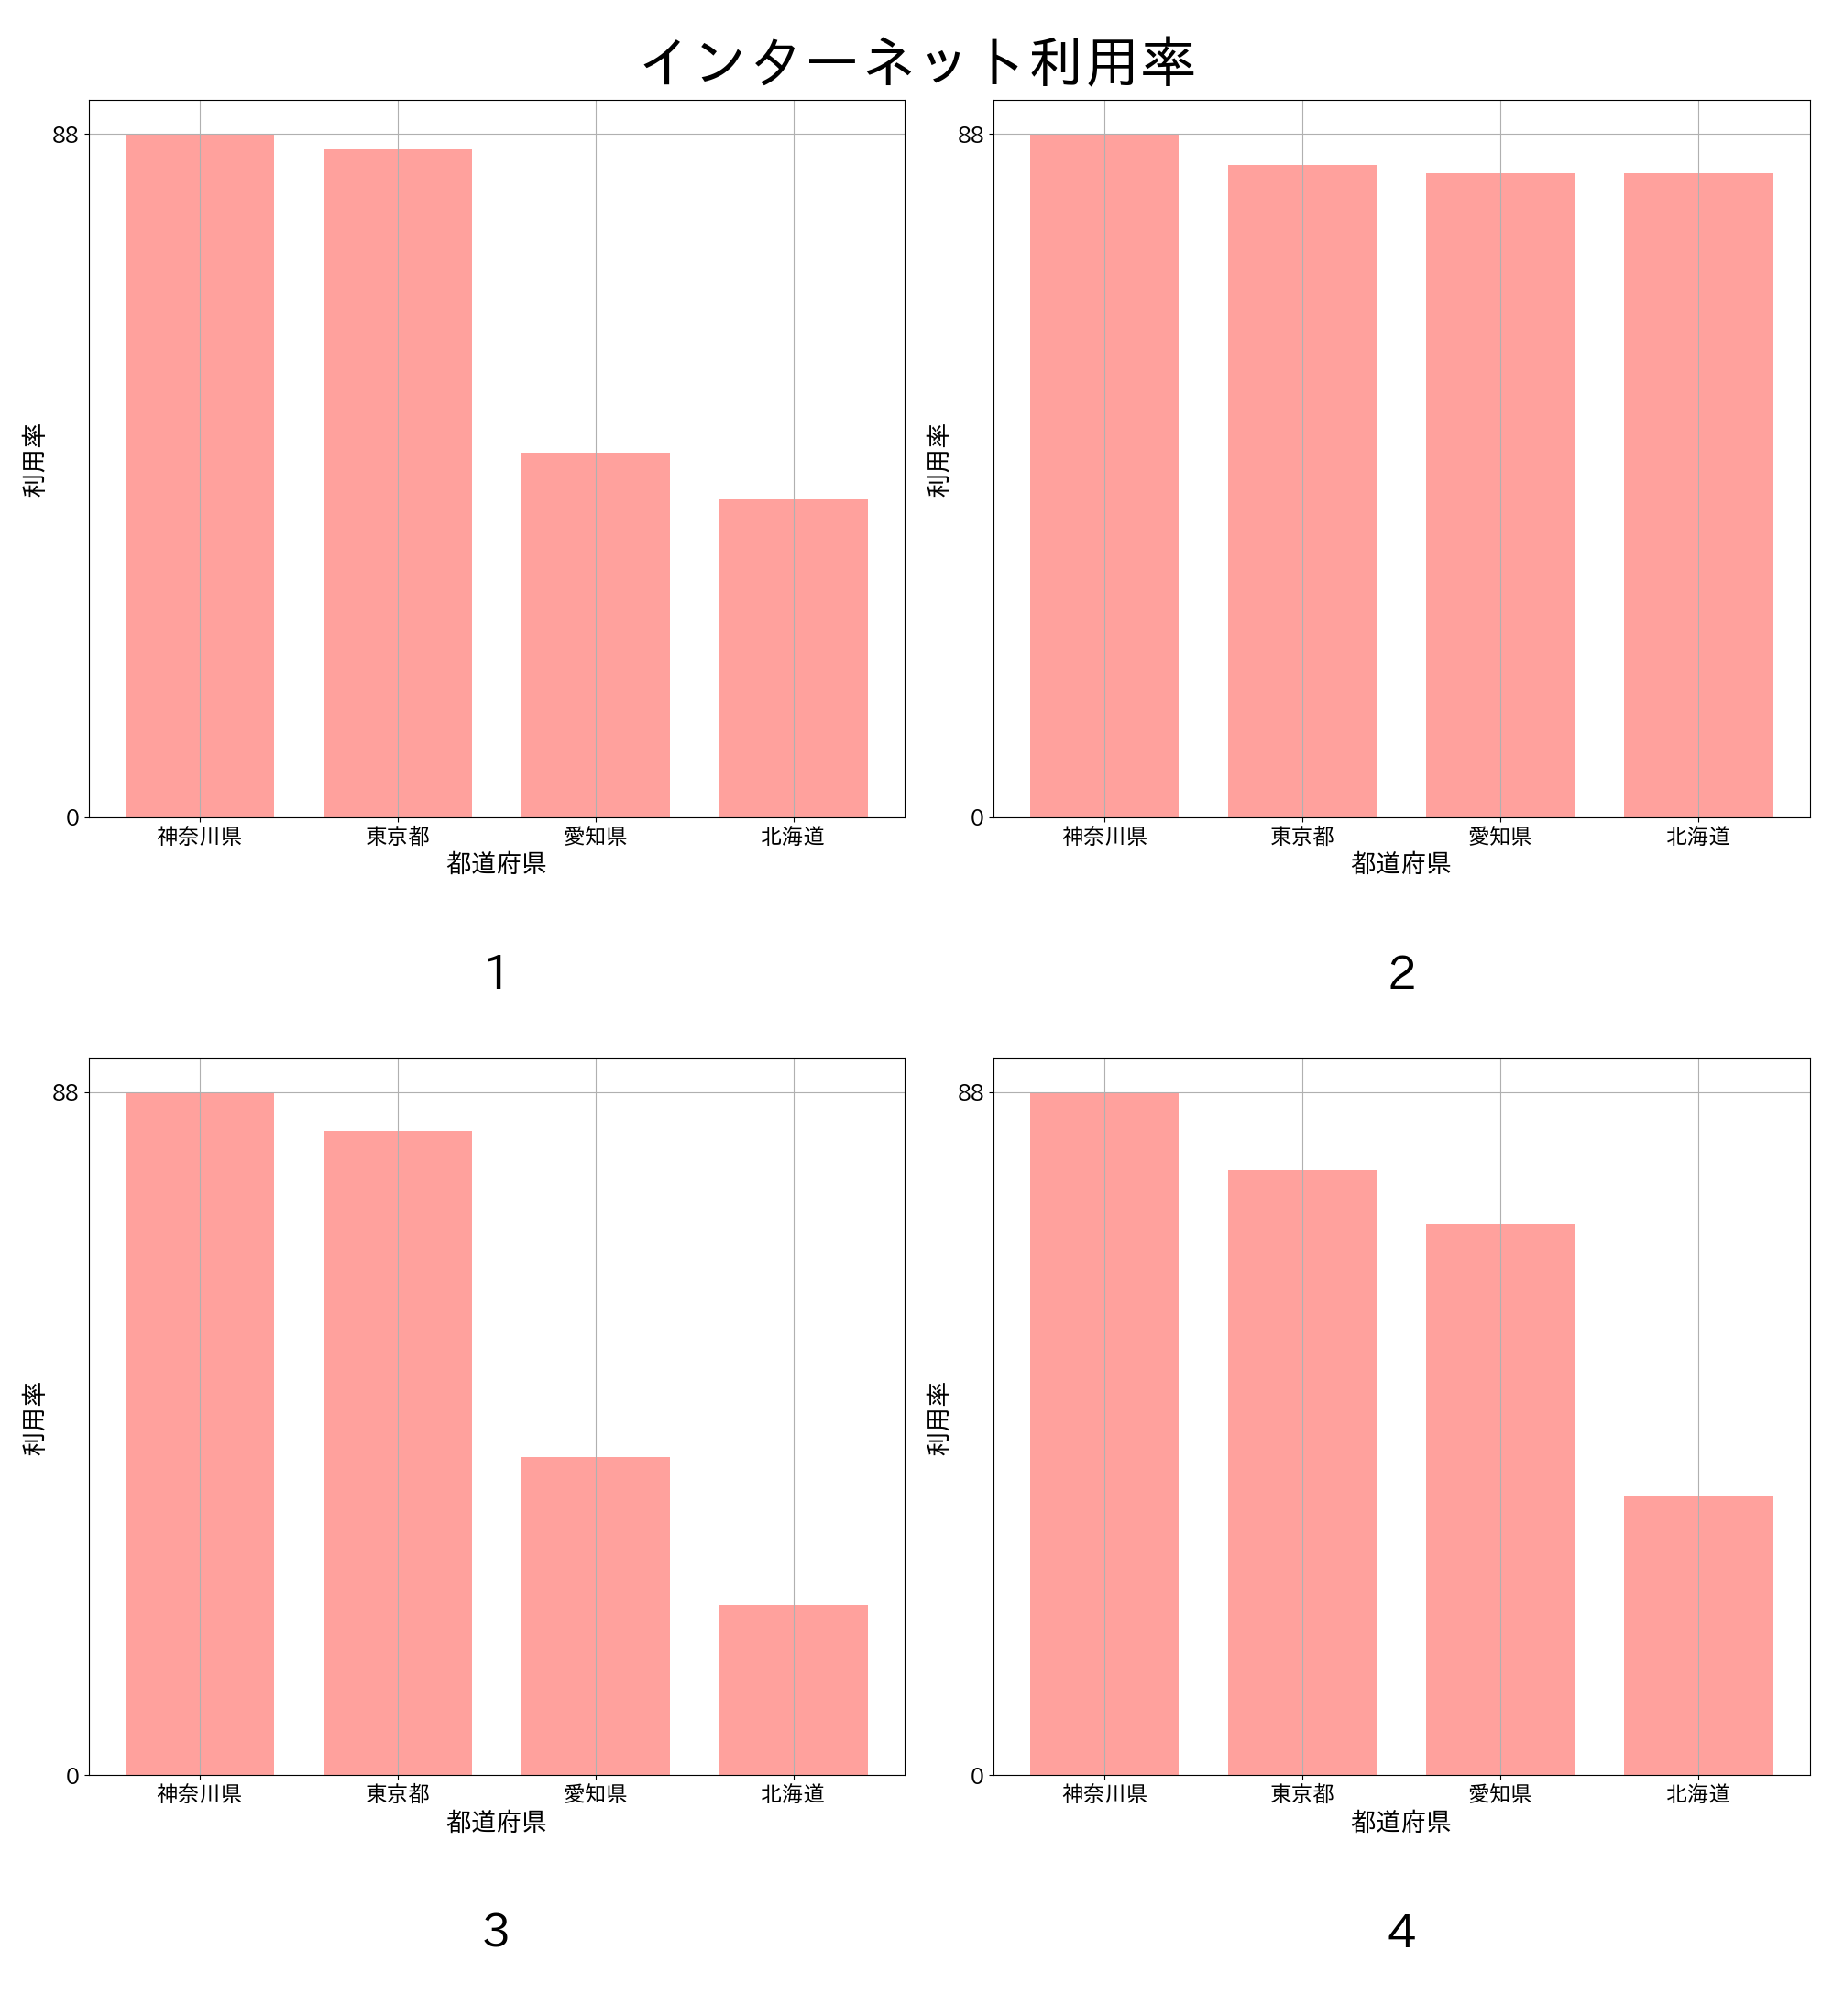 インターネット利用率
88
0
利用率
神奈川県 東京都 愛知県 北海道
都道府県
1
88
0
利用率
神奈川県 東京都 愛知県 北海道
都道府県
2
88
0
利用率
神奈川県 東京都 愛知県 北海道
都道府県
3
88
0
利用率
神奈川県 東京都 愛知県 北海道
都道府県
4